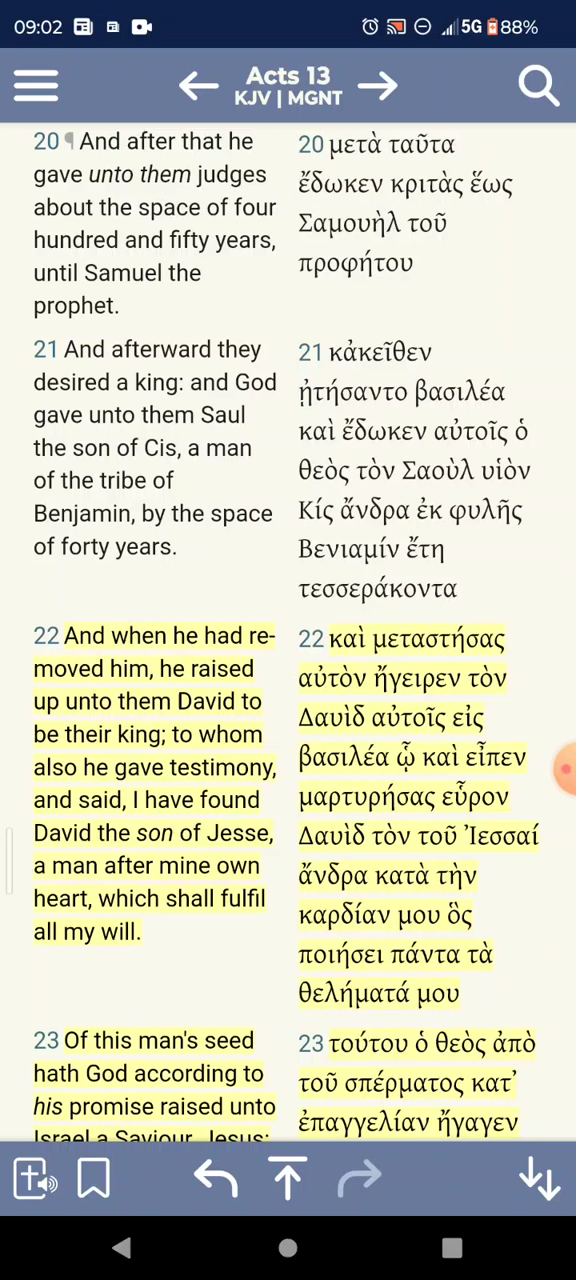 09:02 5G 88%
Acts 13
KJV | MGNT
20 ¶ And after that he
gave unto them judges
about the space of four
hundred and fifty years,
until Samuel the
prophet.
20 μετὰ ταῦτα
ἔδωκεν κριτὰς ἕως
Σαμουὴλ τοῦ
προφήτου
21 And afterward they
desired a king: and God
gave unto them Saul
the son of Cis, a man
of the tribe of
Benjamin, by the space
of forty years.
21 κἀκεῖθεν
ᾐτήσαντο βασιλέα
καὶ ἔδωκεν αὐτοῖς ὁ
θεὸς τὸν Σαοὺλ υἱὸν
Κίς ἄνδρα ἐκ φυλῆς
Βενιαμίν ἔτη
τεσσεράκοντα
22 And when he had re-
moved him, he raised
up unto them David to
be their king; to whom
also he gave testimony,
and said, I have found
David the son of Jesse,
a man after mine own
heart, which shall fulfil
all my will.
22 καὶ μεταστήσας
αὐτὸν ἤγειρεν τὸν
Δαυὶδ αὐτοῖς εἰς
βασιλέα ᾧ καὶ εἶπεν
μαρτυρήσας εὗρον
Δαυὶδ τὸν τοῦ Ἰεσσαί
ἄνδρα κατὰ τὴν
καρδίαν μου ὃς
ποιήσει πάντα τὰ
θελήματά μου
23 Of this man's seed
hath God according to
his promise raised unto
Israel a Saviour, Jesus:
23 τούτου ὁ θεὸς ἀπὸ
τοῦ σπέρματος κατ’
ἐπαγγελίαν ἤγαγεν